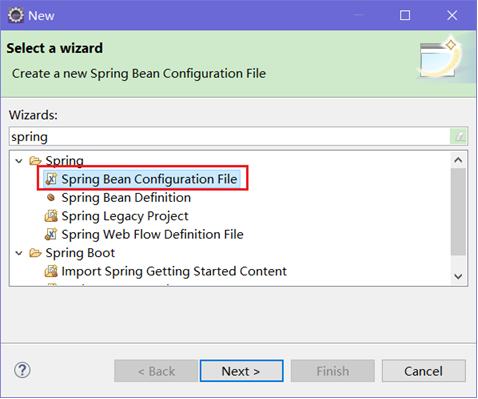 New
Select a wizard
Create a new Spring Bean Configuration File
Wizards:
spring
Spring
Spring Bean Configuration File
Spring Bean Definition
Spring Legacy Project
Spring Web Flow Definition File
Spring Boot
Import Spring Getting Started Content
< Back
Next >
Finish
Cancel